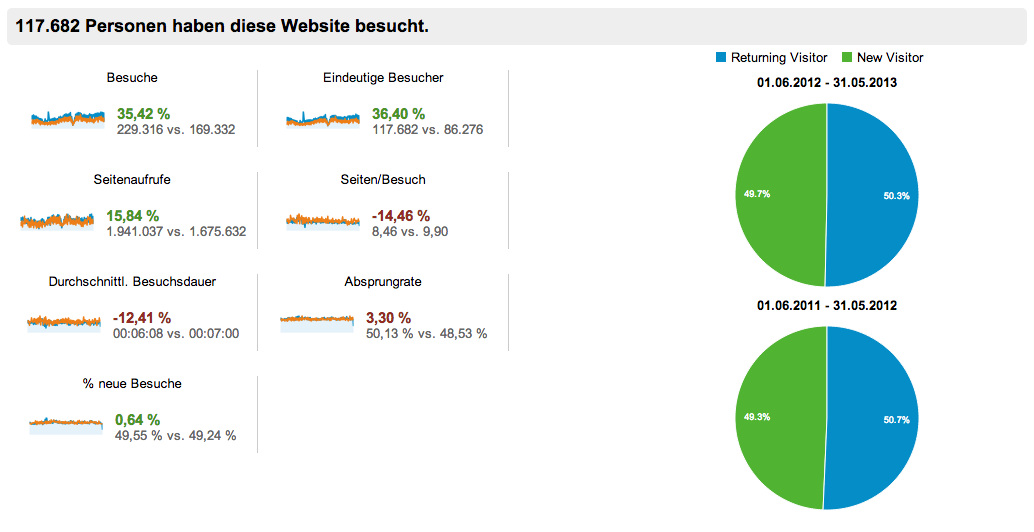 117.682 Personen haben diese Website besucht.
Besuche
35,42 %
229.316 vs. 169.332
Eindeutige Besucher
36,40 %
117.682 vs. 86.276
Seitenaufrufe
15,84 %
1.941.037 vs. 1.675.632
Seiten/Besuch
-14,46 %
8,46 vs. 9,90
Durchschnittl. Besuchsdauer
-12,41 %
00:06:08 vs. 00:07:00
Absprungrate
3,30 %
50,13 % vs. 48,53 %
% neue Besuche
0,64 %
49,55 % vs. 49,24 %
Returning Visitor New Visitor
01.06.2012 - 31.05.2013
49.7% 50.3%
01.06.2011 - 31.05.2012
49.3% 50.7%